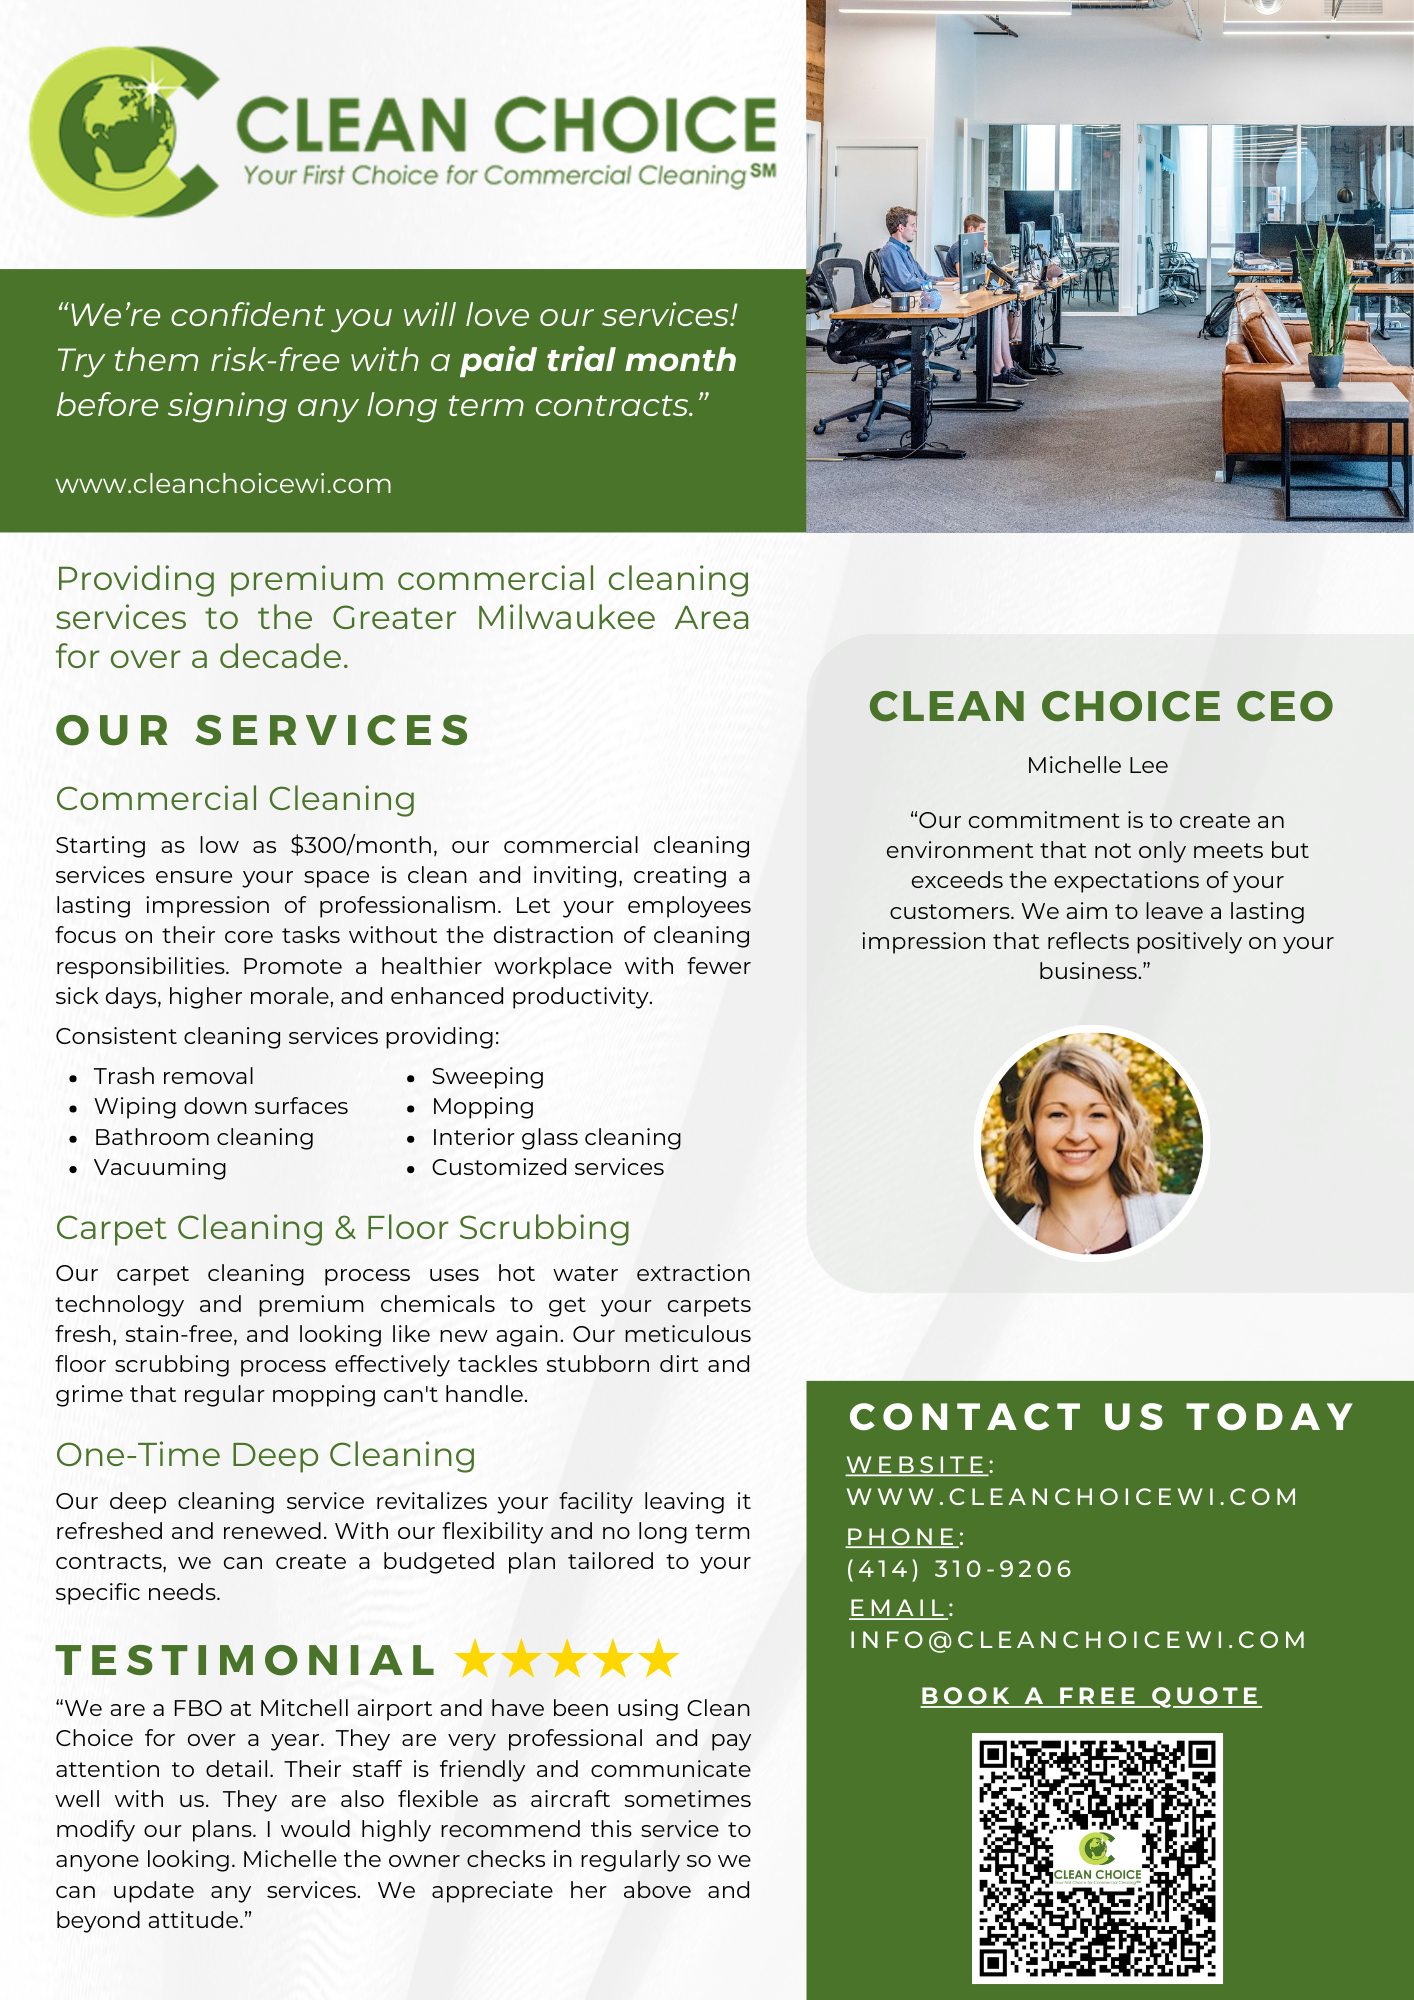 CLEAN CHOICE
Your First Choice for Commercial Cleaning SM
“We’re confident you will love our services!
Try them risk-free with a paid trial month
before signing any long term contracts.”
www.cleanchoicewi.com
Providing premium commercial cleaning
services to the Greater Milwaukee Area
for over a decade.
OUR SERVICES
Commercial Cleaning
Starting as low as $300/month, our commercial cleaning
services ensure your space is clean and inviting, creating a
lasting impression of professionalism. Let your employees
focus on their core tasks without the distraction of cleaning
responsibilities. Promote a healthier workplace with fewer
sick days, higher morale, and enhanced productivity.
Consistent cleaning services providing:
• Trash removal
• Wiping down surfaces
• Bathroom cleaning
• Vacuuming
• Sweeping
• Mopping
• Interior glass cleaning
• Customized services
Carpet Cleaning & Floor Scrubbing
Our carpet cleaning process uses hot water extraction
technology and premium chemicals to get your carpets
fresh, stain-free, and looking like new again. Our meticulous
floor scrubbing process effectively tackles stubborn dirt and
grime that regular mopping can't handle.
One-Time Deep Cleaning
Our deep cleaning service revitalizes your facility leaving it
refreshed and renewed. With our flexibility and no long term
contracts, we can create a budgeted plan tailored to your
specific needs.
TESTIMONIAL
“We are a FBO at Mitchell airport and have been using Clean
Choice for over a year. They are very professional and pay
attention to detail. Their staff is friendly and communicate
well with us. They are also flexible as aircraft sometimes
modify our plans. I would highly recommend this service to
anyone looking. Michelle the owner checks in regularly so we
can update any services. We appreciate her above and
beyond attitude.”
CLEAN CHOICE CEO
Michelle Lee
“Our commitment is to create an
environment that not only meets but
exceeds the expectations of your
customers. We aim to leave a lasting
impression that reflects positively on your
business.”
CONTACT US TODAY
WEBSITE:
WWW.CLEANCHOICEWI.COM
PHONE:
(414) 310-9206
EMAIL:
INFO@CLEANCHOICEWI.COM
BOOK A FREE QUOTE
CLEAN CHOICE
Your First Choice for Commercial Cleaning